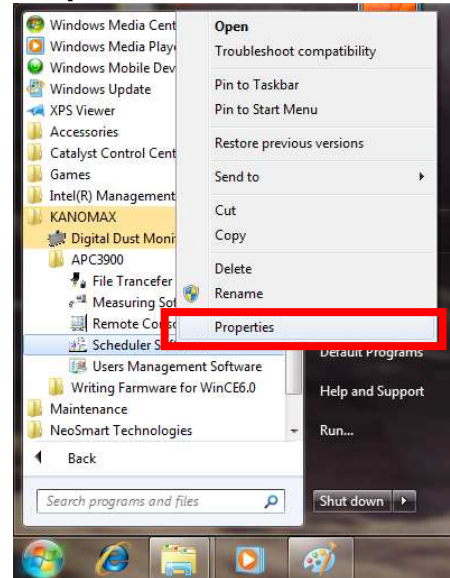 Windows Media Cent
Windows Media Playe
Windows Mobile Dev
Windows Update
XPS Viewer
Accessories
Catalyst Control Cent
Games
Intel(R) Management
KANOMAX
Digital Dust Moni
APC3900
File Trancefer
Measuring Sof
Remote Conso
Scheduler Sof
Users Management Software
Writing Farmware for WinCE6.0
Maintenance
NeoSmart Technologies
Back
Search programs and files
Open
Troubleshoot compatibility
Pin to Taskbar
Pin to Start Menu
Restore previous versions
Send to
Cut
Copy
Delete
Rename
Properties
Default Programs
Help and Support
Run...
Shut down